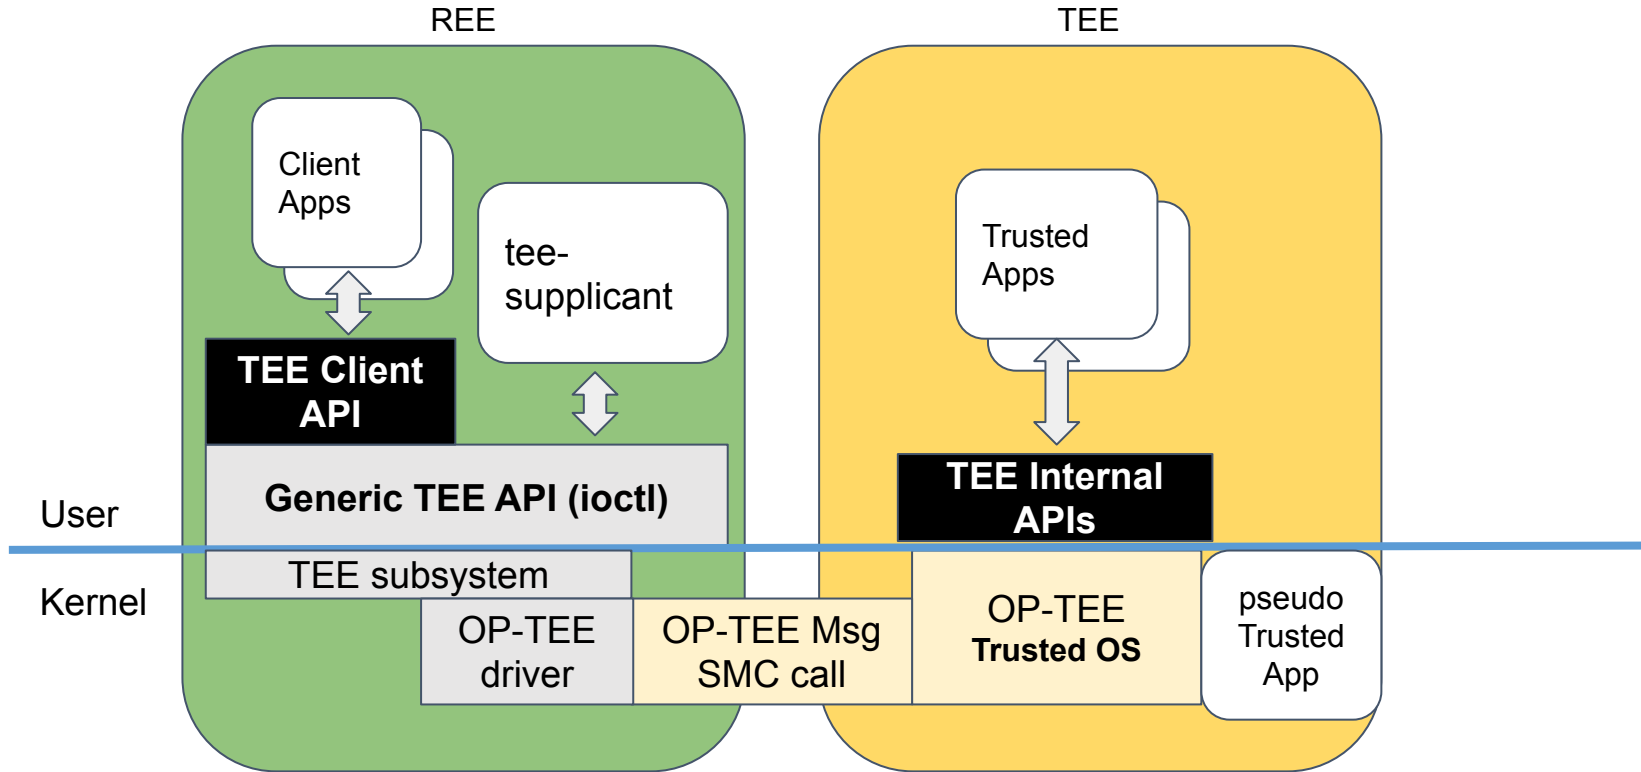 REE
TEE
Client
Apps
tee-
supplicant
Trusted
Apps
TEE Client
API
Generic TEE API (ioctl)
TEE Internal
APIs
User
Kernel
TEE subsystem
OP-TEE
driver
OP-TEE Msg
SMC call
OP-TEE
Trusted OS
pseudo
Trusted
App